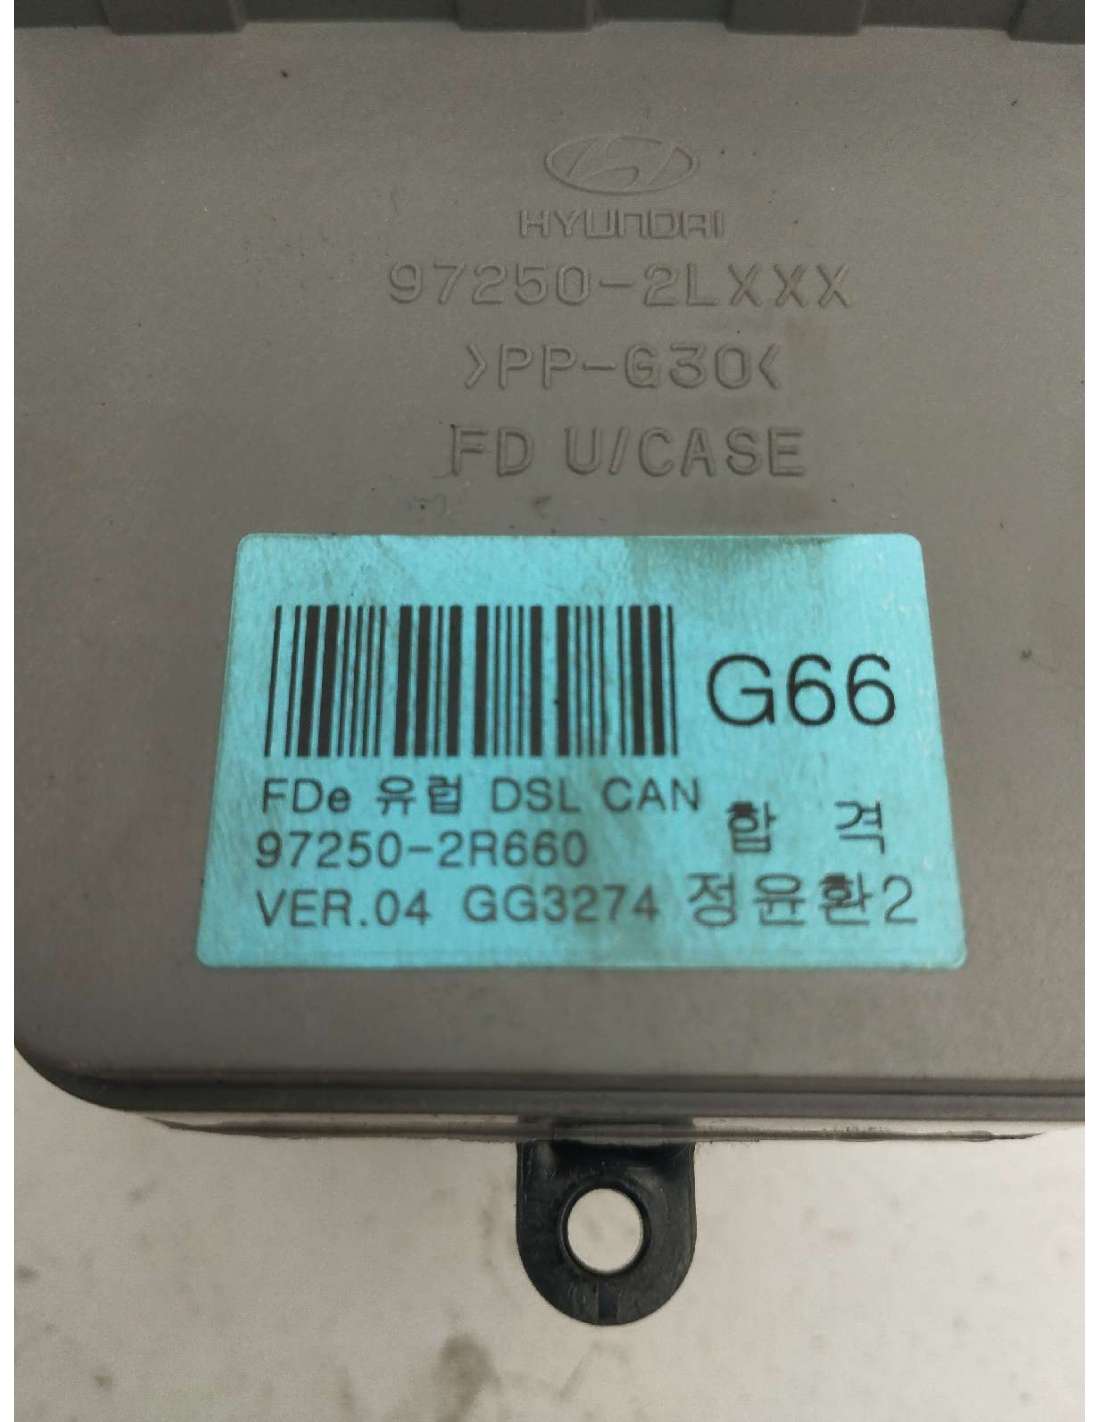 HYUNDAI
97250-2LXXX
>PP-G30<
FD U/CASE
G66
FDe 유럽 DSL CAN
합 격
97250-2R660
VER.04 GG3274 정윤환2